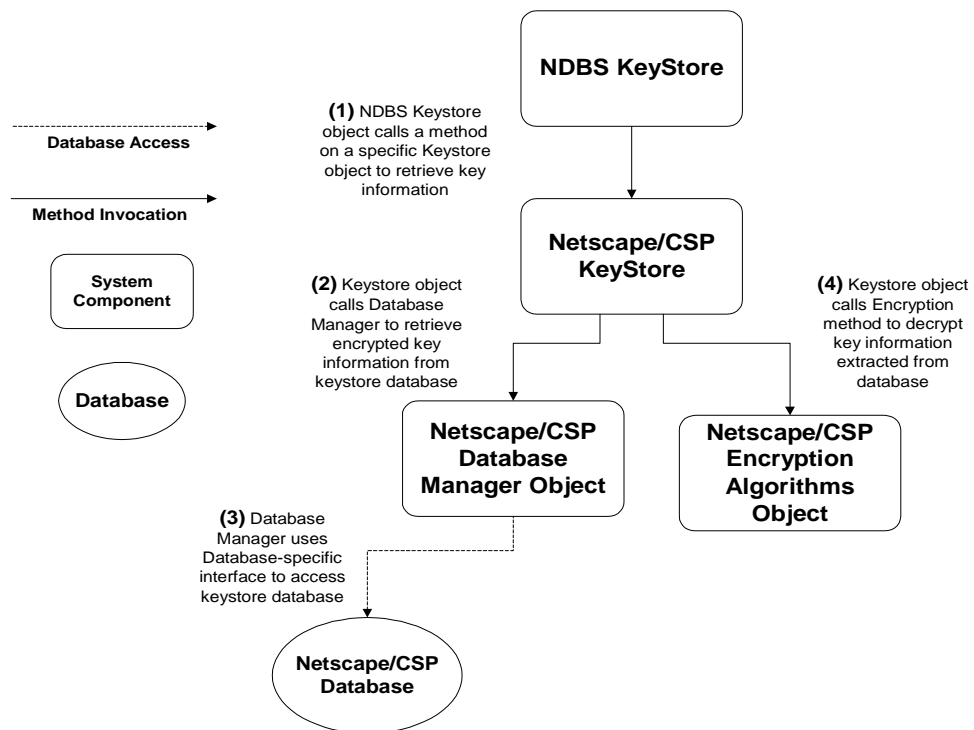 NDBS KeyStore
(1) NDBS Keystore
object calls a method
on a specific Keystore
object to retrieve key
information
Database Access
Method Invocation
System
Component
Database
Netscape/CSP
KeyStore
(2) Keystore object
calls Database
Manager to retrieve
encrypted key
information from
keystore database
(4) Keystore object
calls Encryption
method to decrypt
key information
extracted from
database
Netscape/CSP
Database
Manager Object
Netscape/CSP
Encryption
Algorithms
Object
(3) Database
Manager uses
Database-specific
interface to access
keystore database
Netscape/CSP
Database